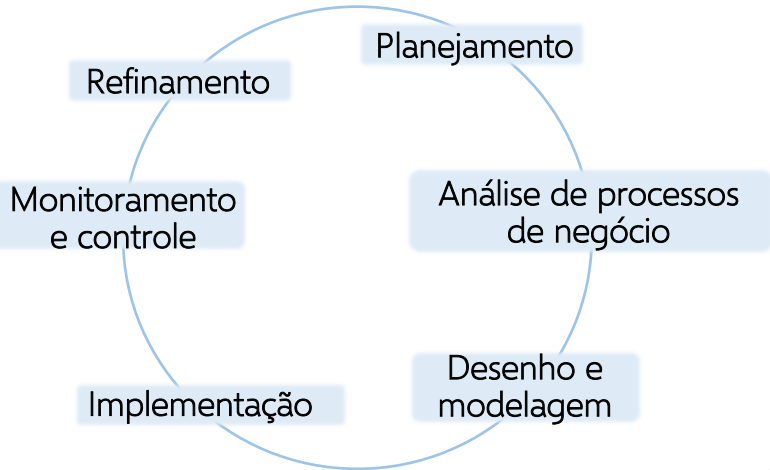 Planejamento
Refinamento
Análise de processos
de negócio
Monitoramento
e controle
Desenho e
modelagem
Implementação